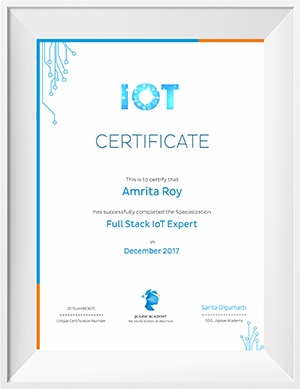 IOT
CERTIFICATE
This is to certify that
Amrita Roy
has successfully completed the Specialization
Full Stack IoT Expert
in
December 2017
Unique Certification Number
JIGSAW ACADEMY
THE ONLINE SCHOOL OF ANALYTICS
Sarita Digumarti
COO, Jigsaw Academy